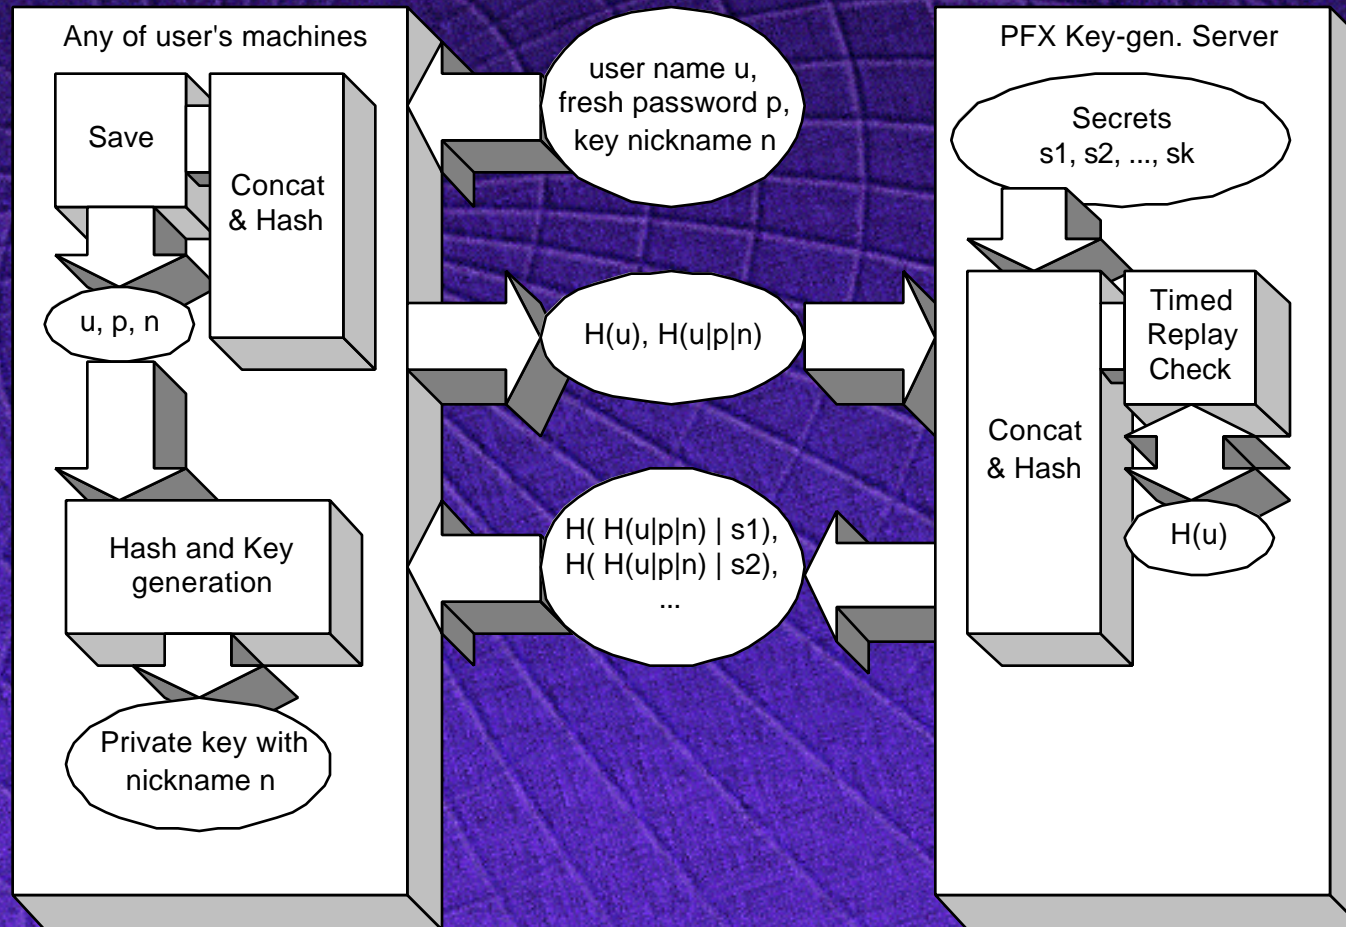 Any of user's machines
Save
Concat
& Hash
u, p, n
Hash and Key
generation
Private key with
nickname n
user name u,
fresh password p,
key nickname n
H(u), H(u|p|n)
H( H(u|p|n) | s1),
H( H(u|p|n) | s2),
...
PFX Key-gen. Server
Secrets
s1, s2, ..., sk
Timed
Replay
Check
Concat
& Hash
H(u)